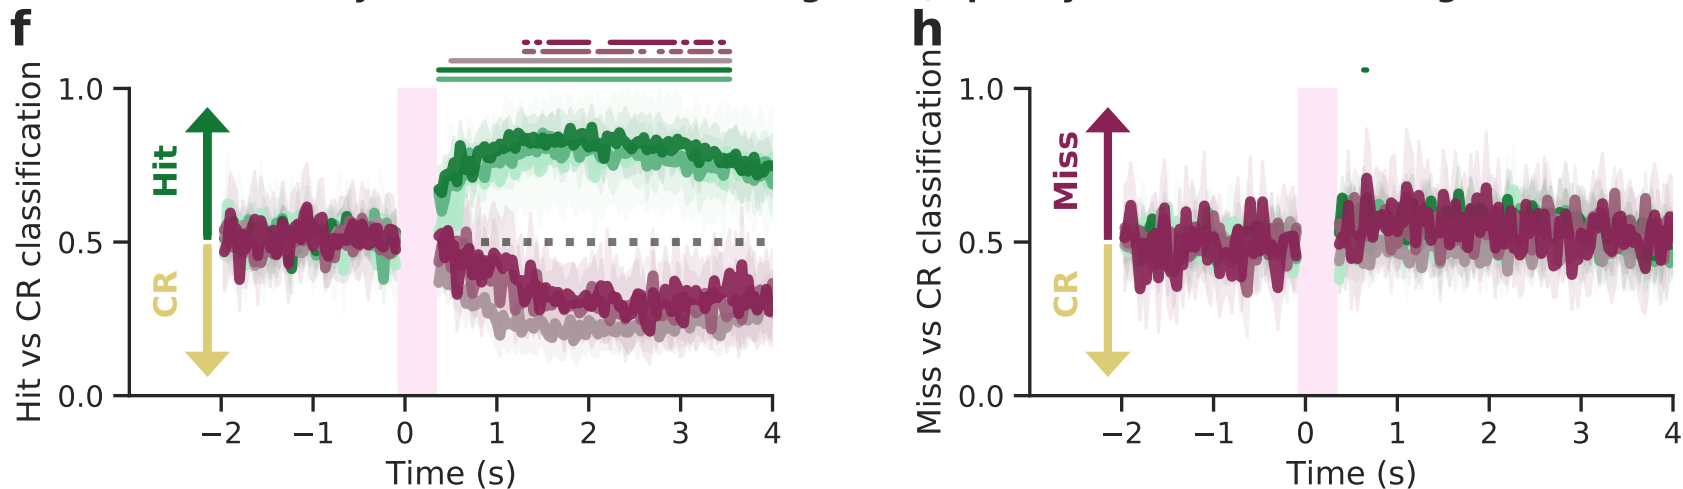 f
Hit vs CR classification
1.0
0.5
0.0
Hit
CR
−2 −1 0 1 2 3 4
Time (s)
h
Miss vs CR classification
1.0
0.5
0.0
Miss
CR
−2 −1 0 1 2 3 4
Time (s)